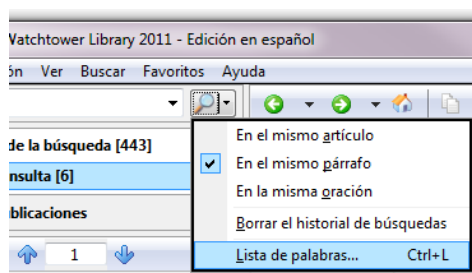 Watchtower Library 2011 - Edición en español
ón Ver Buscar Favoritos Ayuda
de la búsqueda [443]
nsulta [6]
blicaciones
1
En el mismo artículo
En el mismo párrafo
En la misma oración
Borrar el historial de búsquedas
Lista de palabras... Ctrl+L